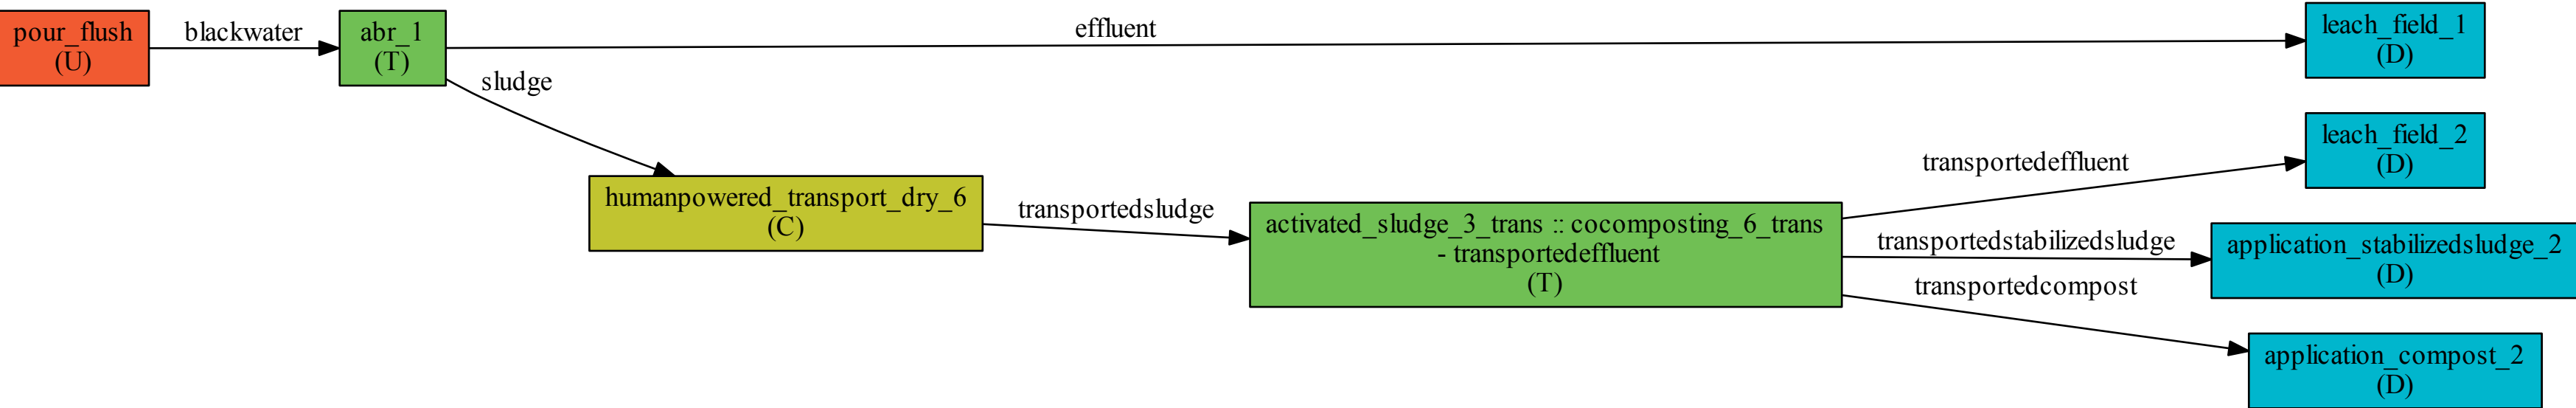 pour_flush
(U)
blackwater
abr_1
(T)
effluent
leach_field_1
(D)
sludge
humanpowered_transport_dry_6
(C)
transportedsludge
activated_sludge_3_trans :: cocomposting_6_trans
- transportedeffluent
(T)
transportedeffluent
leach_field_2
(D)
transportedstabilizedsludge
application_stabilizedsludge_2
(D)
transportedcompost
application_compost_2
(D)